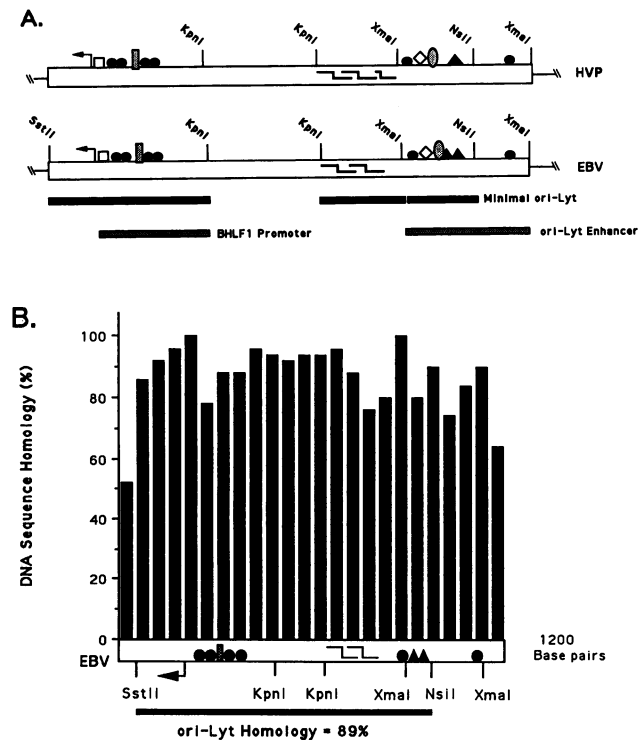 A.
KpnI KpnI XmaI NsiI XmaI
HVP
SstII KpnI KpnI XmaI NsiI XmaI
EBV
Minimal ori-Lyt
BHLF1 Promoter
ori-Lyt Enhancer
B.
DNA Sequence Homology (%)
100
80
60
40
20
0
EBV
1200
Base pairs
SstII KpnI KpnI XmaI NsiI XmaI
ori-Lyt Homology = 89%